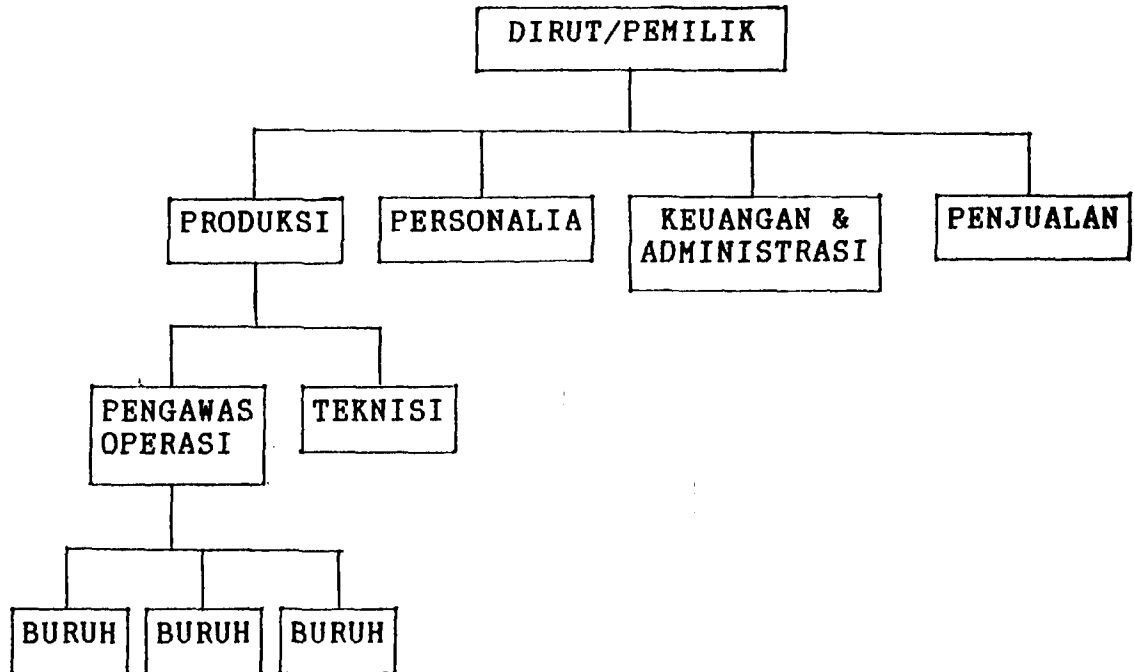 DIRUT/PEMILIK
PRODUKSI
PERSONALIA
KEUANGAN &
ADMINISTRASI
PENJUALAN
PENGAWAS
OPERASI
TEKNISI
BURUH
BURUH
BURUH